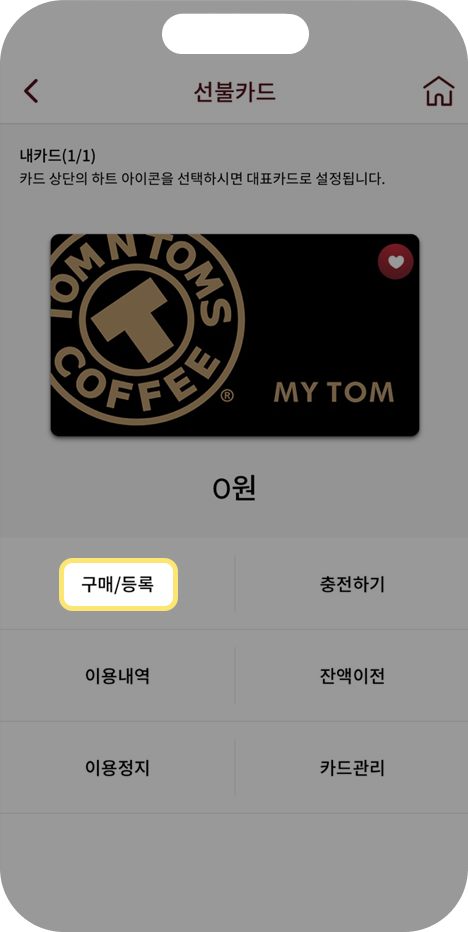 선불카드
내카드(1/1)
카드 상단의 하트 아이콘을 선택하시면 대표카드로 설정됩니다.
TOM N TOMS
COFFEE
®
MY TOM
0원
구매/등록
충전하기
이용내역
잔액이전
이용정지
카드관리